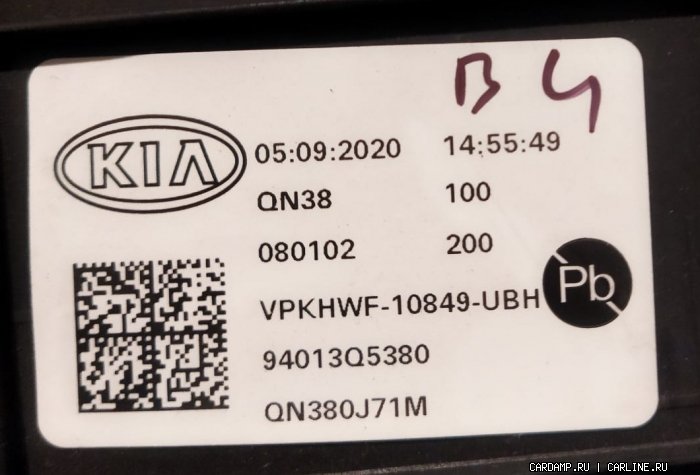 B 4
KIA
05:09:2020 14:55:49
QN38 100
080102 200
Pb
VPKHWF-10849-UBH
94013Q5380
QN380J71M
CARDAMP.RU | CARLINE.RU